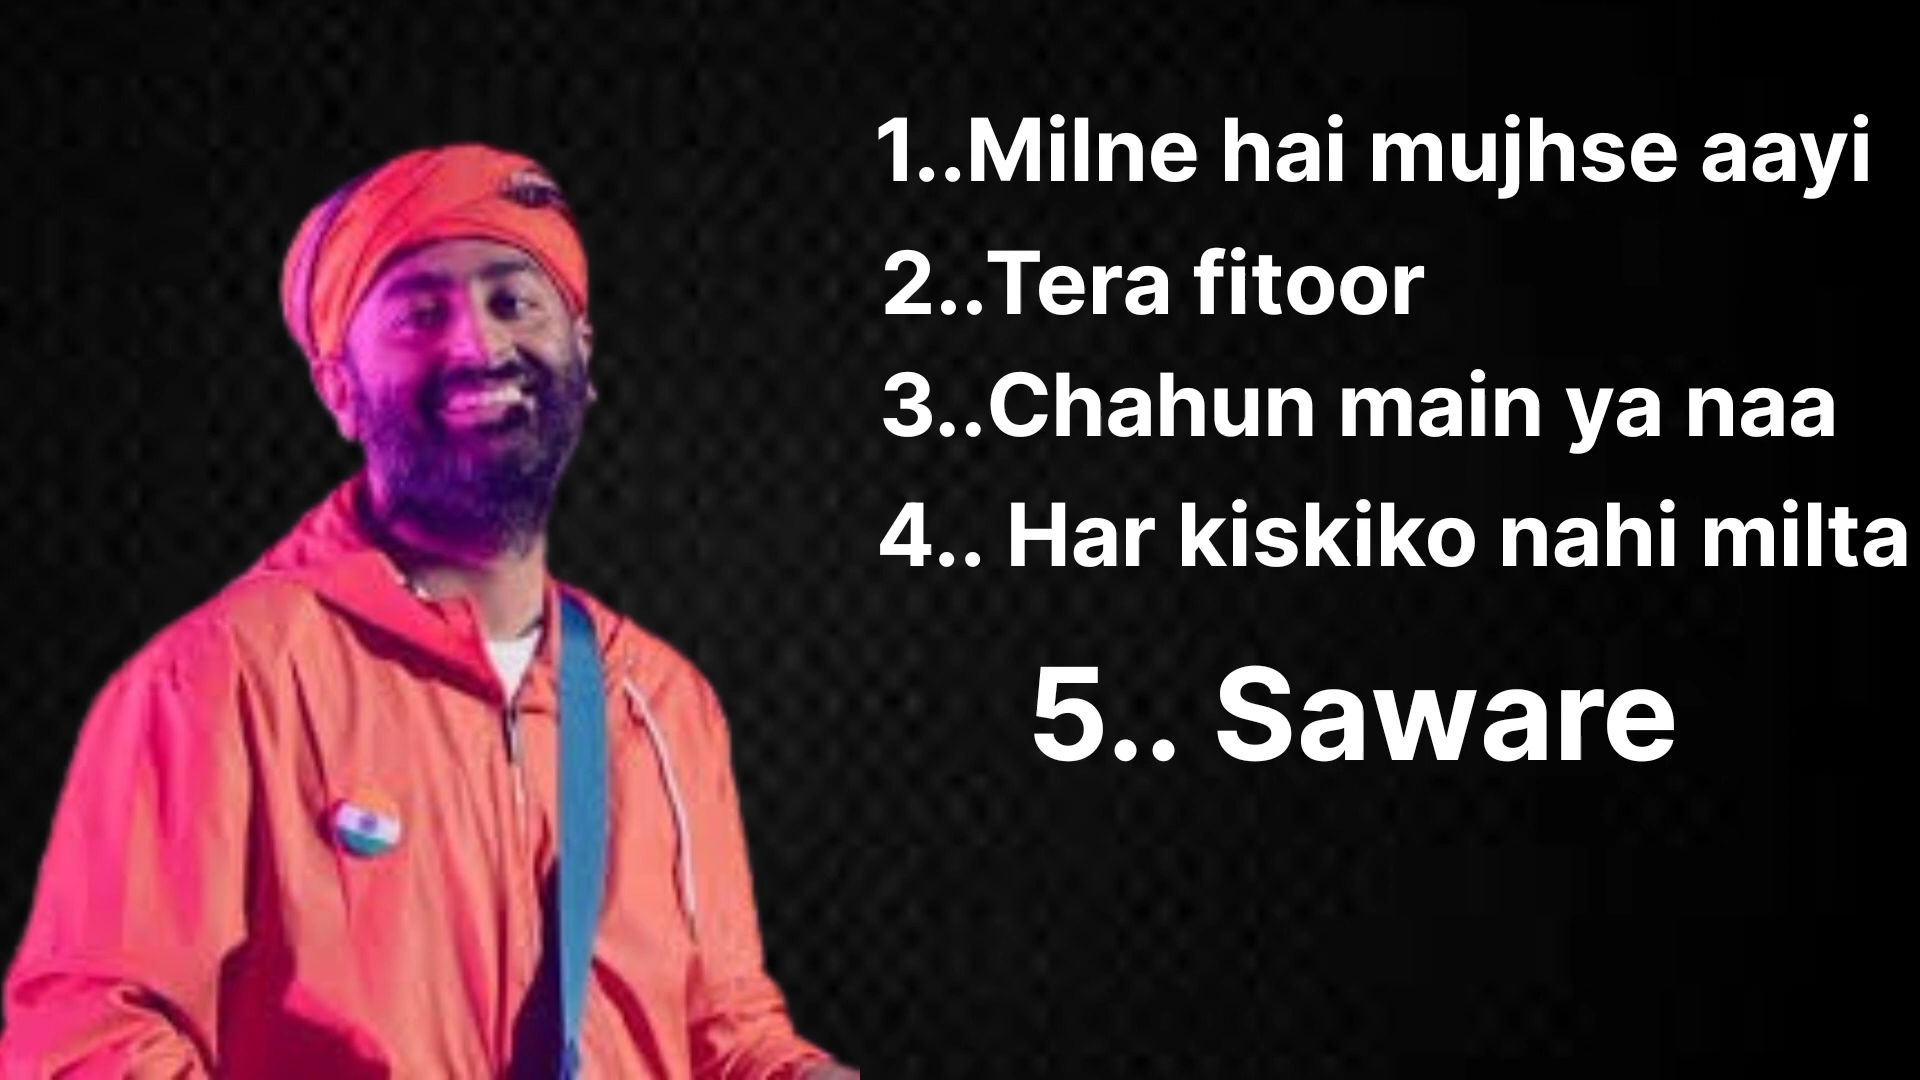 1..Milne hai mujhse aayi
2..Tera fitoor
3..Chahun main ya naa
4.. Har kiskiko nahi milta
5.. Saware